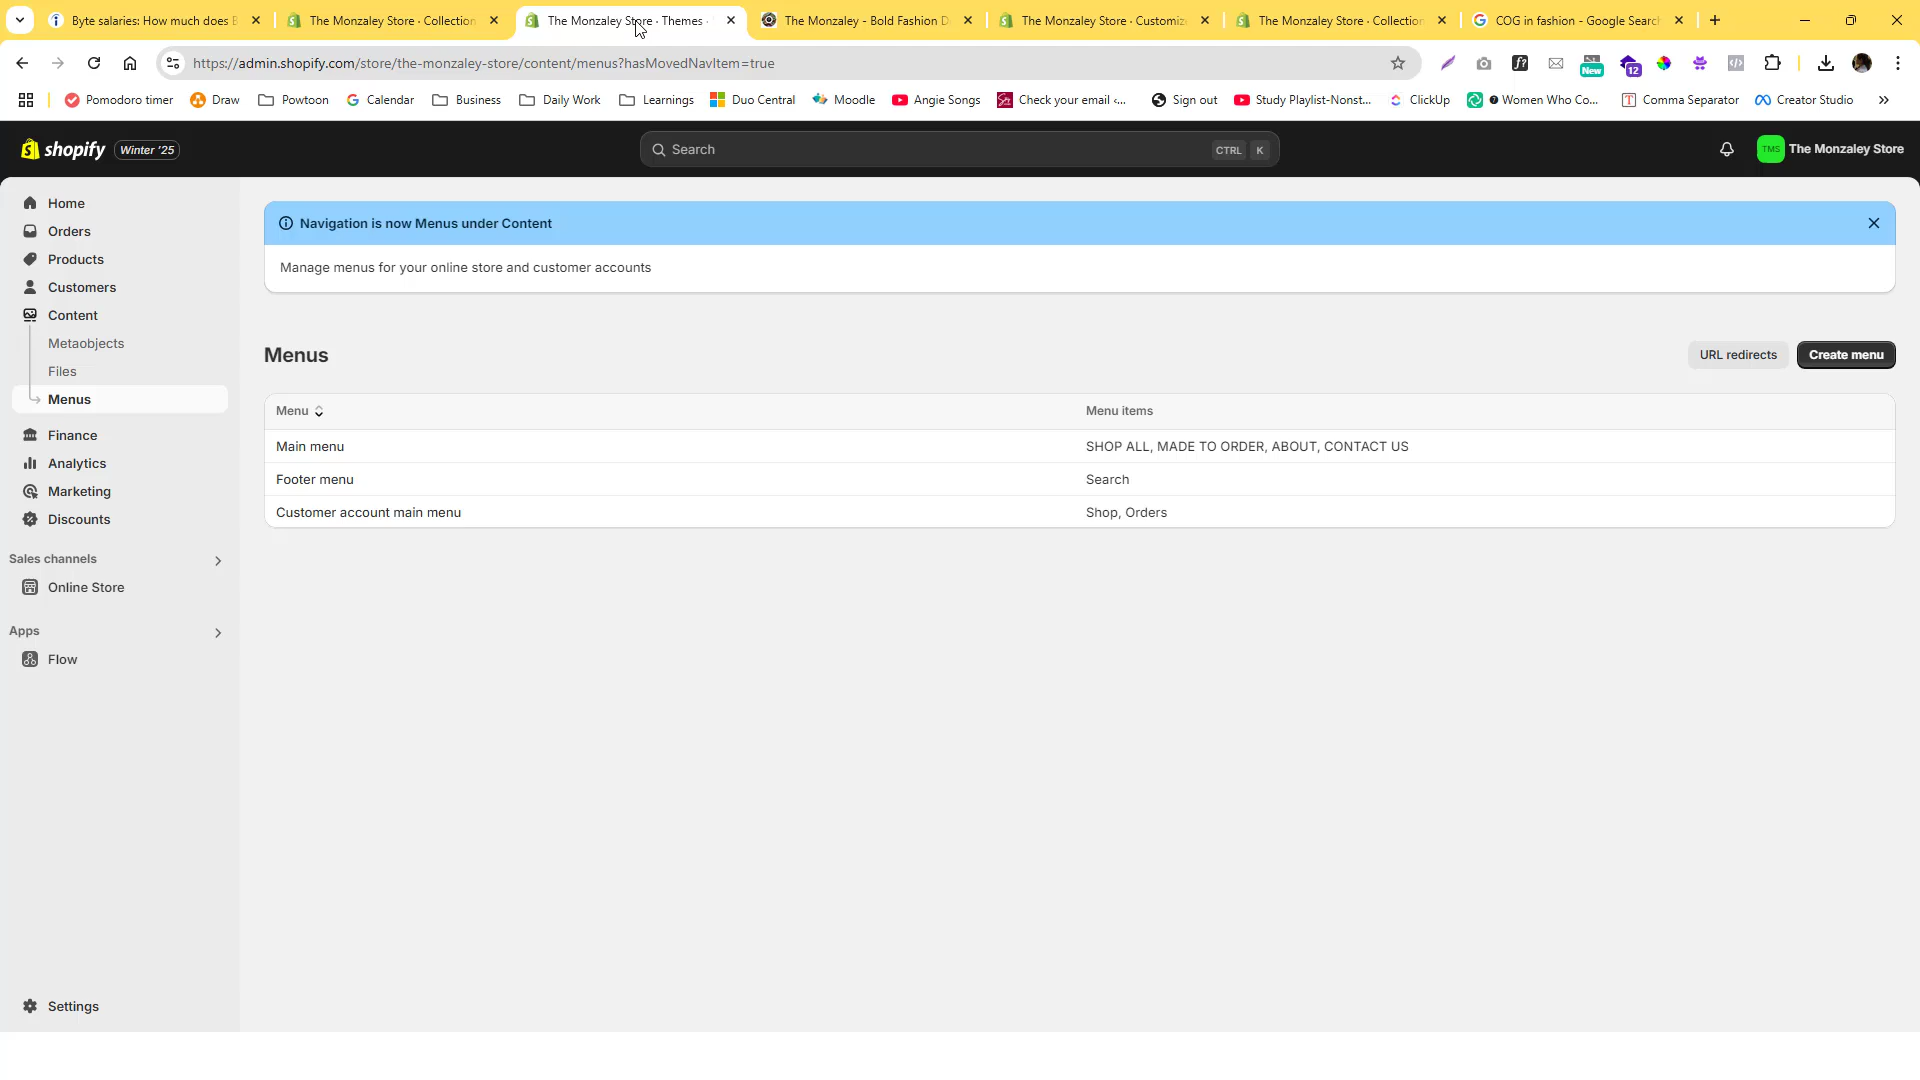 Byte salaries: How much does B
The Monzaley Store · Collection
The Monzaley Store · Themes ·
The Monzaley - Bold Fashion D
The Monzaley Store · Customiz
The Monzaley Store · Collection
COG in fashion - Google Search
https://admin.shopify.com/store/the-monzaley-store/content/menus?hasMovedNavItem=true
f?
New
12
Pomodoro timer
Draw
Powtoon
Calendar
Business
Daily Work
Learnings
Duo Central
Moodle
Angie Songs
Check your email <...
Sign out
Study Playlist-Nonst...
ClickUp
Women Who Co...
Comma Separator
Creator Studio
shopify
Winter '25
Search
CTRL K
TMS
The Monzaley Store
Home
Orders
Products
Customers
Content
Metaobjects
Files
Menus
Finance
Analytics
Marketing
Discounts
Sales channels
Online Store
Apps
Flow
Settings
Navigation is now Menus under Content
Manage menus for your online store and customer accounts
Menus
URL redirects
Create menu
Menu
Menu items
Main menu
SHOP ALL, MADE TO ORDER, ABOUT, CONTACT US
Footer menu
Search
Customer account main menu
Shop, Orders